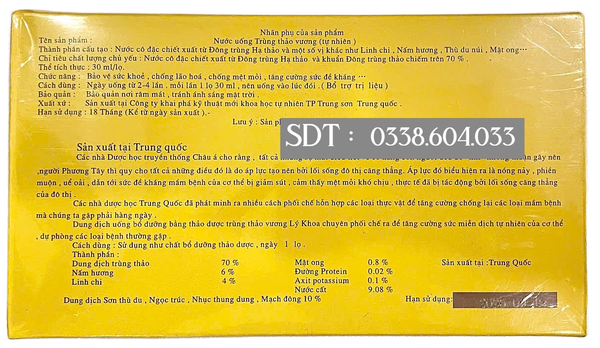 Nhãn phụ của sản phẩm
Tên sản phẩm : Nước uống Trùng thảo vương (tự nhiên )
Thành phần cấu tạo : Nước cô đặc chiết xuất từ Đông trùng Hạ thảo và một số vị khác như Linh chi , Nấm hương , Thù du núi , Mật ong···
Chỉ tiêu chất lượng chủ yếu : Nước cô đặc chiết xuất từ Đông trùng Hạ thảo và khuẩn Đông trùng thảo chiếm trên 70% .
Thể tích thực : 30 ml/lọ.
Chức năng : Bảo vệ sức khoẻ , chống lão hoá , chống mệt mỏi , tăng cường sức đề kháng···
Cách dùng : Ngày uống từ 2-4 lần . mỗi lần 1 lọ 30 ml , nên uống vào lúc đói . ( Bổ trợ trị liệu )
Bảo quản : Bảo quản nơi râm mát , tránh ánh sáng mặt trời .
Xuất xứ : Sản xuất tại Công ty khai phá kỹ thuật mới khoa học tự nhiên TP Trung sơn Trung quốc .
Hạn sử dụng : 18 Tháng (Kể từ ngày sản xuất ).-
Lưu ý : Sản
SĐT : 0338.604.033
Sản xuất tại Trung quốc
Các nhà Dược học truyền thống Châu á cho rằng , tất cả gây nên
,người Phương Tây thì quy cho tất cả những điều đó là do áp lực tạo nên bởi lối sống đô thị căng thẳng. Áp lực đó biểu hiện ra là nóng nảy , phiền
muộn , uể oải , dẫn tới sức đề kháng mầm bệnh của cơ thể bị giảm sút , cảm thấy mệt mỏi khó chịu , thực tế đã bị tác động bởi lối sống căng thẳng
của đô thị .
Các nhà dược học Trung Quốc đã phát minh ra nhiều cách phối chế hỗn hợp các loại thực vật để tăng cường chống lại các loại mầm bệnh
mà chúng ta gặp phải hàng ngày .
Dung dịch uống bổ dưỡng bằng thảo dược trùng thảo vương Lý Khoa chuyên phối chế ra để tăng cường sức miễn dịch tự nhiên của cơ thể
, dự phòng các loại bệnh thường gặp .
Cách dùng : Sử dụng như chất bổ dưỡng thảo dược , ngày 1 lọ .
Thành phần :
Dung dịch trùng thảo 70 % Mật ong 0.8 % Sản xuất tại :Trung Quốc
Nấm hương 6 % Đường Protein 0.02 %
Linh chi 4 % Axit potassium 0.1 %
Nước cất 9.08 %
Dung dịch Sơn thù du , Ngọc trúc , Nhục thung dung , Mạch đông 10 % Hạn sử dụng: